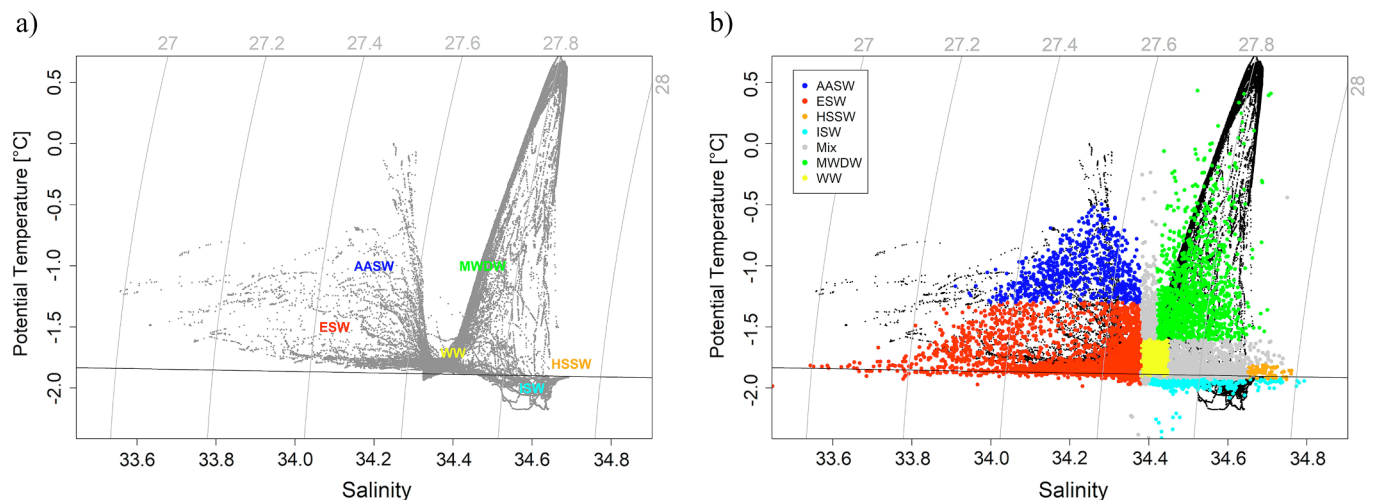 a)
27 27.2 27.4 27.6 27.8
28
Potential Temperature [°C]
0.5
0.0
-0.5
-1.0
-1.5
-2.0
AASW
MWDW
ESW
WW
HSSW
ISW
33.6 33.8 34.0 34.2 34.4 34.6 34.8
Salinity
b)
27 27.2 27.4 27.6 27.8
28
Potential Temperature [°C]
0.5
0.0
-0.5
-1.0
-1.5
-2.0
AASW
ESW
HSSW
ISW
Mix
MWDW
WW
33.6 33.8 34.0 34.2 34.4 34.6 34.8
Salinity